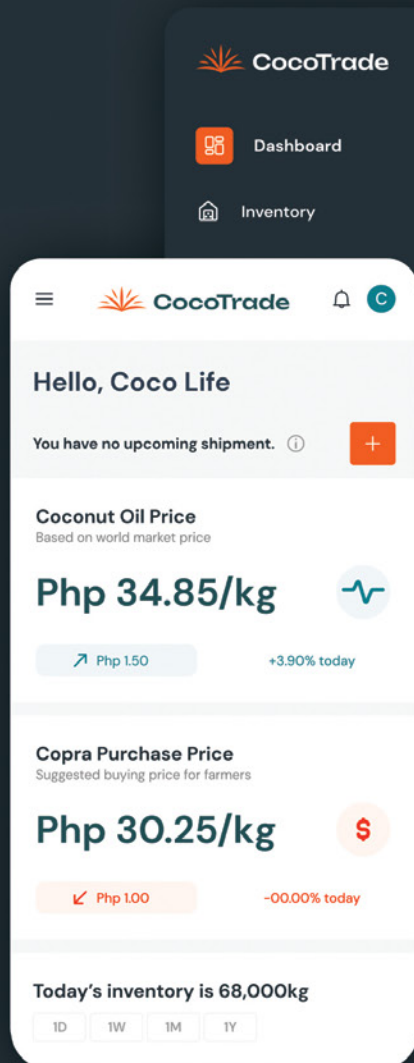 CocoTrade
Dashboard
Inventory
CocoTrade
C
Hello, Coco Life
You have no upcoming shipment.
Coconut Oil Price
Based on world market price
Php 34.85/kg
Php 1.50
+3.90% today
Copra Purchase Price
Suggested buying price for farmers
Php 30.25/kg
$
Php 1.00
-00.00% today
Today's inventory is 68,000kg
1D 1W 1M 1Y